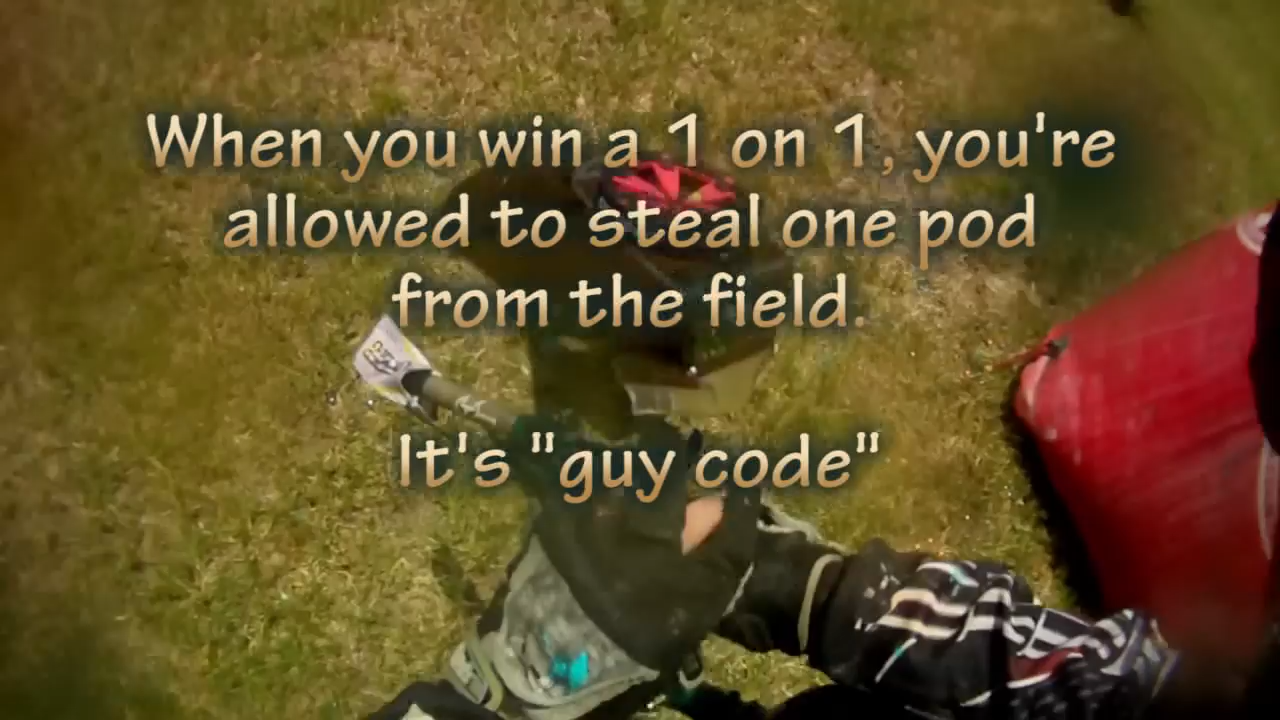 When you win a 1 on 1, you're
allowed to steal one pod
from the field.
It's "guy code"